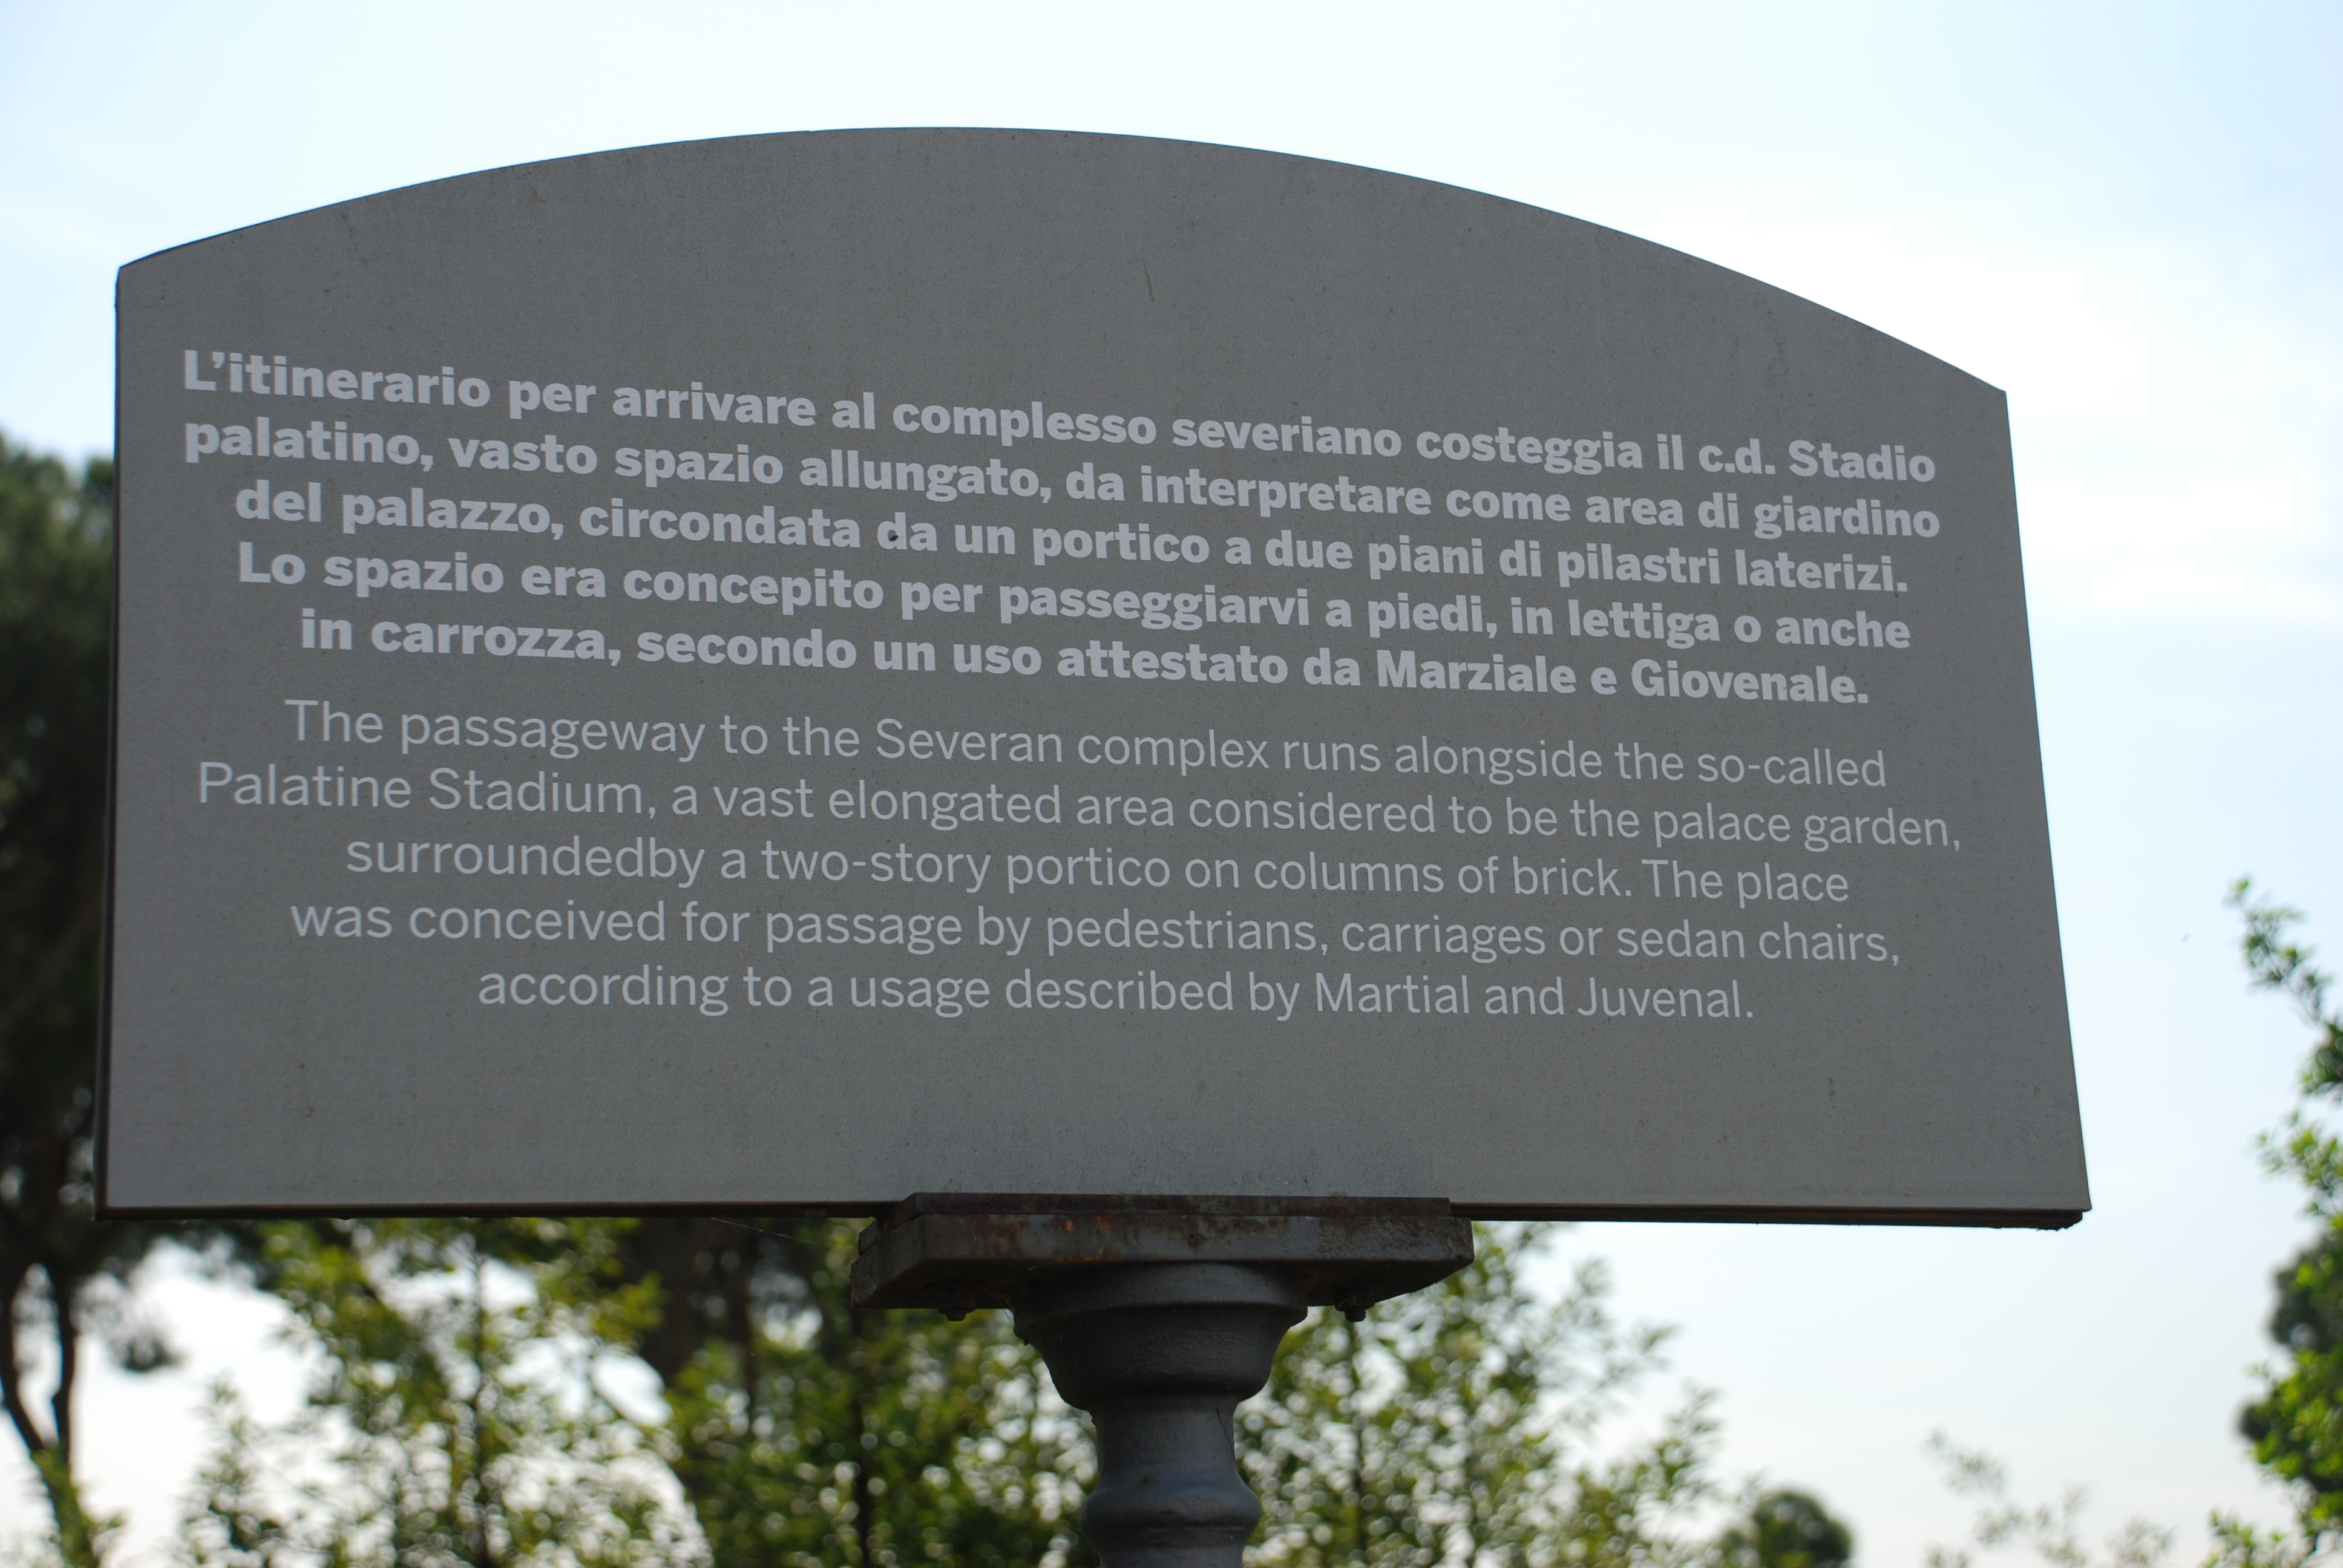 L'itinerario per arrivare al complesso severiano costeggia il c.d. Stadio
palatino, vasto spazio allungato, da interpretare come area di giardino
del palazzo, circondata da un portico a due piani di pilastri laterizi.
Lo spazio era concepito per passeggiarvi a piedi, in lettiga o anche
in carrozza, secondo un uso attestato da Marziale e Giovenale.
The passageway to the Severan complex runs alongside the so-called
Palatine Stadium, a vast elongated area considered to be the palace garden,
surroundedby a two-story portico on columns of brick. The place
was conceived for passage by pedestrians, carriages or sedan chairs,
according to a usage described by Martial and Juvenal.